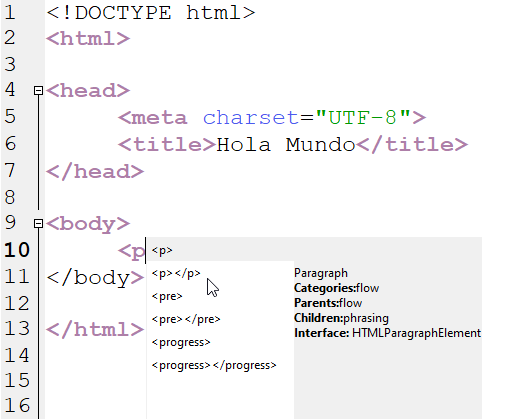 1 <!DOCTYPE html>
2 <html>
3
4 <head>
5 <meta charset="UTF-8">
6 <title>Hola Mundo</title>
7 </head>
8
9 <body>
10 <p
<p>
11 </body>
12
13 </html>
14
15
16
<p></p>
<pre>
<pre></pre>
<progress>
<progress></progress>
Paragraph
Categories:flow
Parents:flow
Children:phrasing
Interface: HTMLParagraphElement